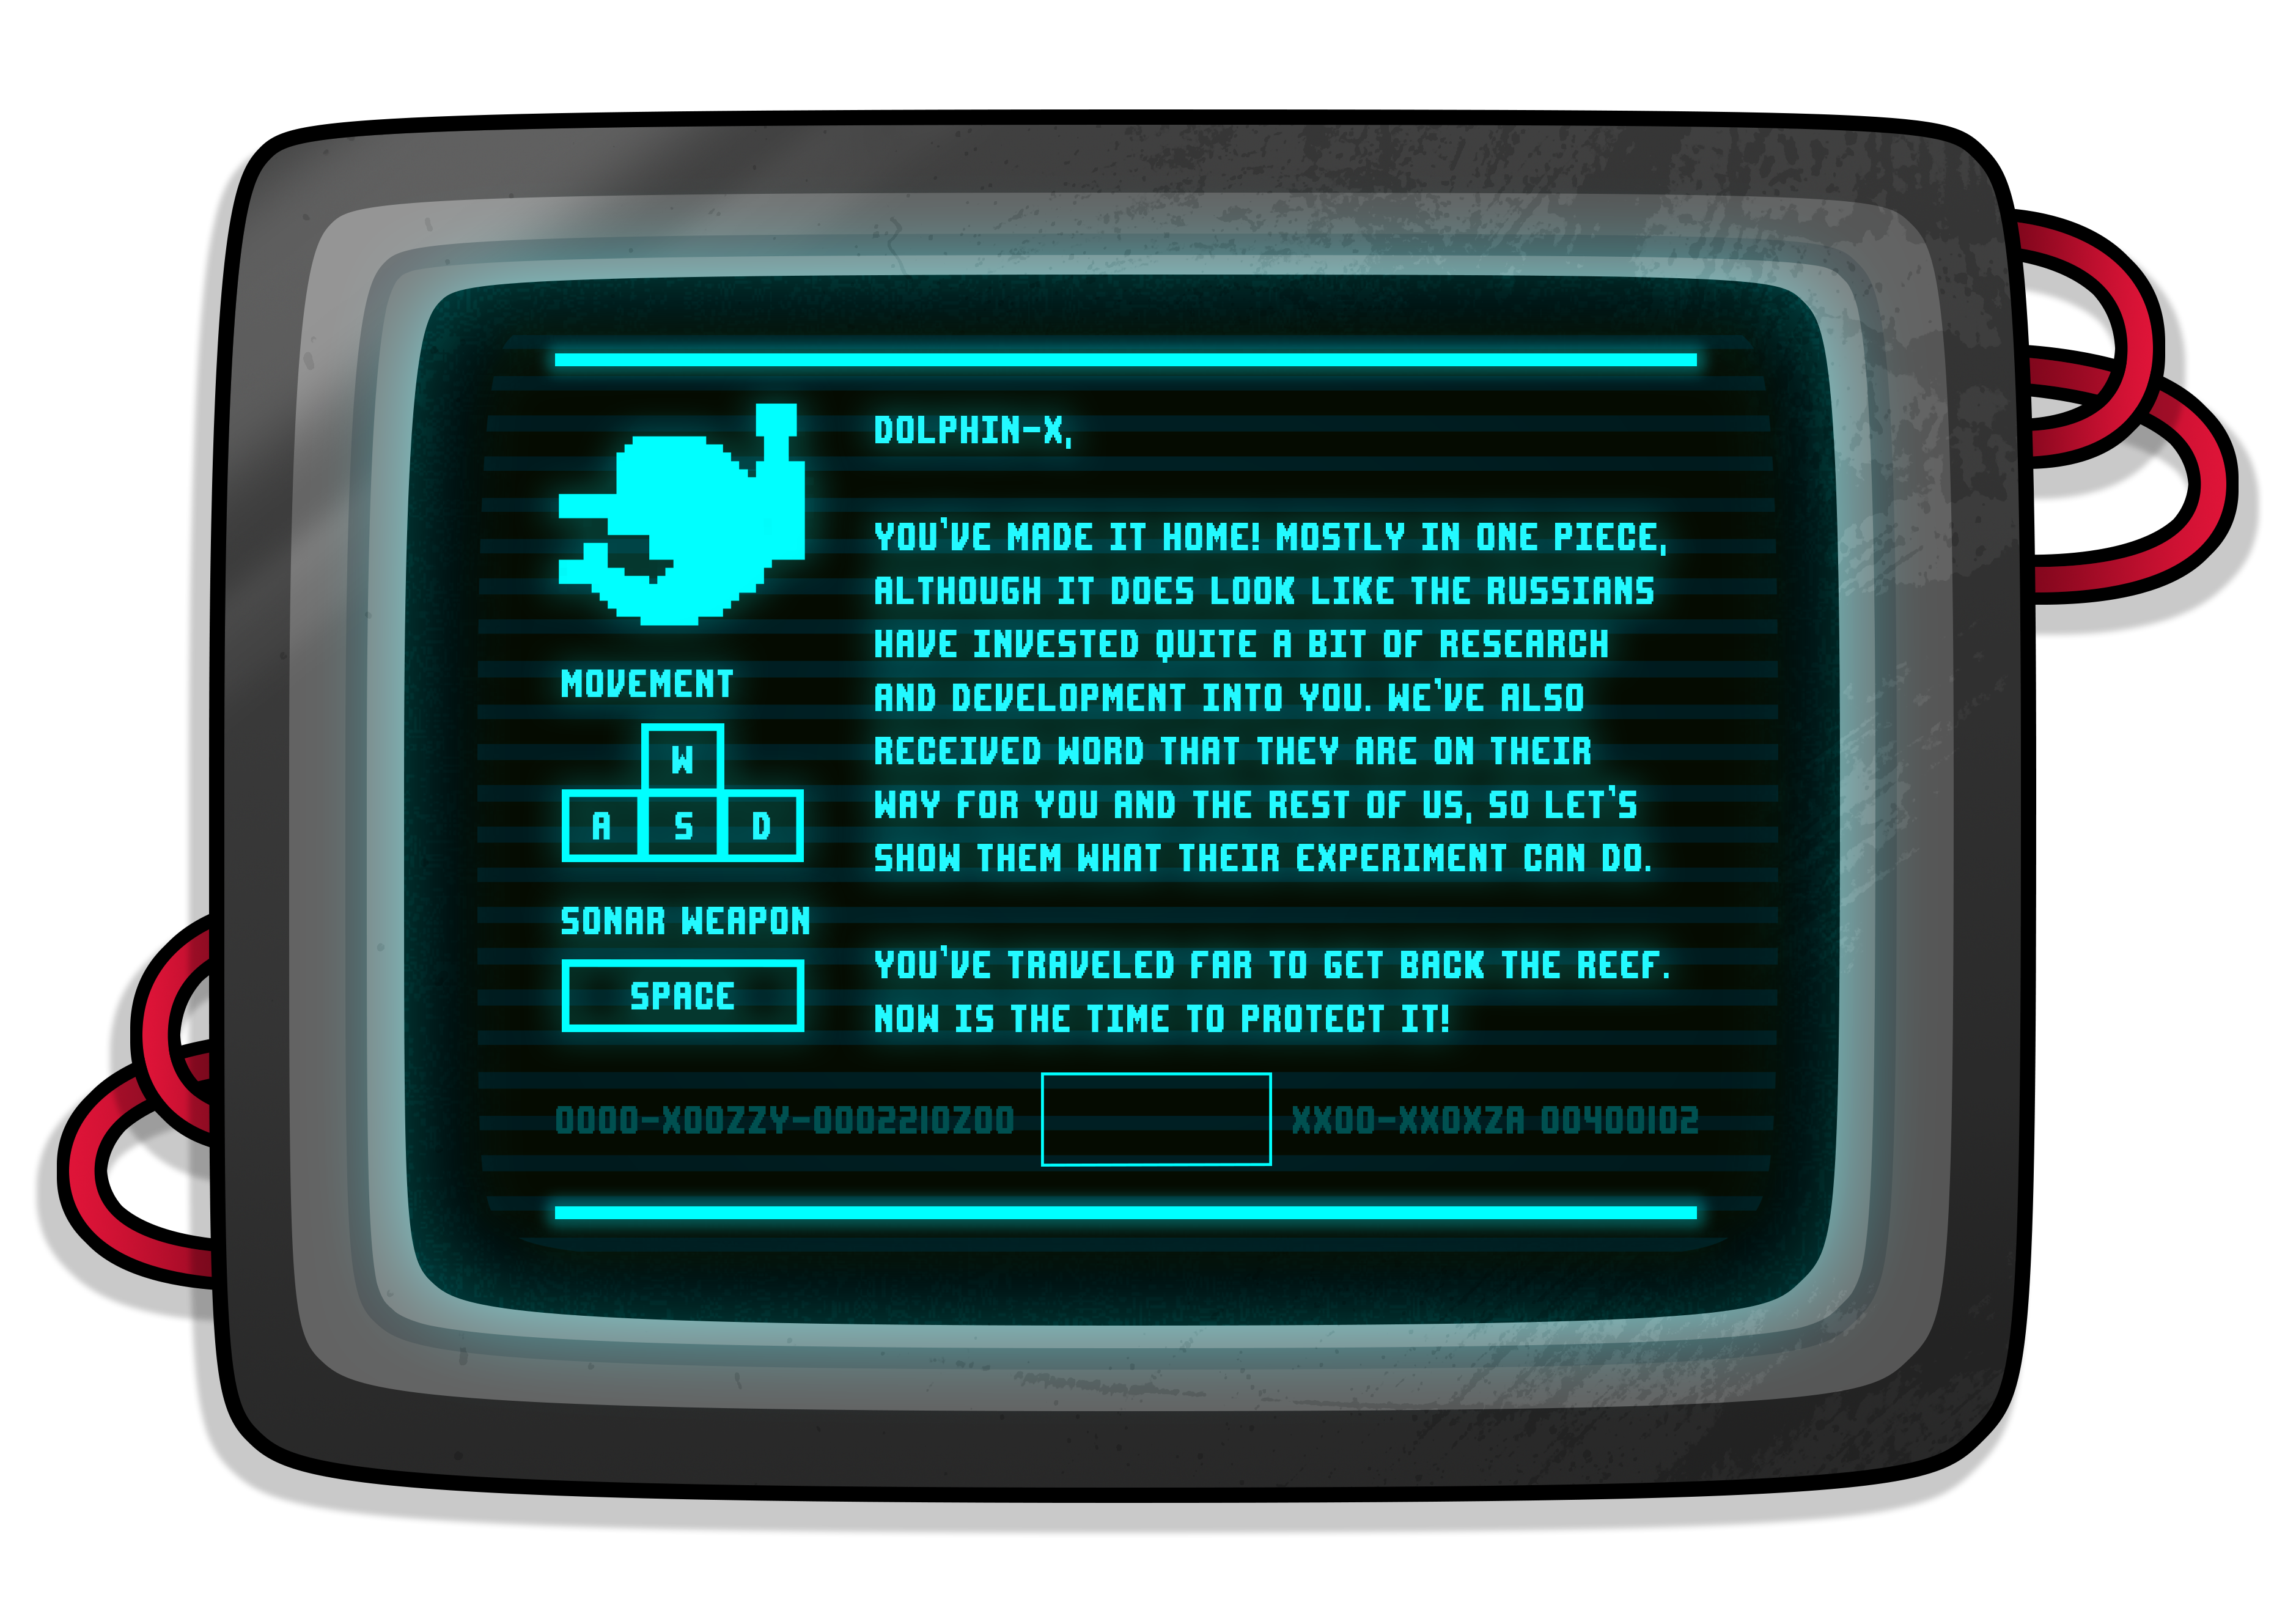 DOLPHIN-X,
YOU'VE MADE IT HOME! MOSTLY IN ONE PIECE,
ALTHOUGH IT DOES LOOK LIKE THE RUSSIANS
HAVE INVESTED QUITE A BIT OF RESEARCH
AND DEVELOPMENT INTO YOU. WE'VE ALSO
RECEIVED WORD THAT THEY ARE ON THEIR
WAY FOR YOU AND THE REST OF US, SO LET'S
SHOW THEM WHAT THEIR EXPERIMENT CAN DO.
YOU'VE TRAVELED FAR TO GET BACK THE REEF.
NOW IS THE TIME TO PROTECT IT!
MOVEMENT
W
A S D
SONAR WEAPON
SPACE
0000-X00ZZY-0002210Z00
XX00-XX0XZA 00400102